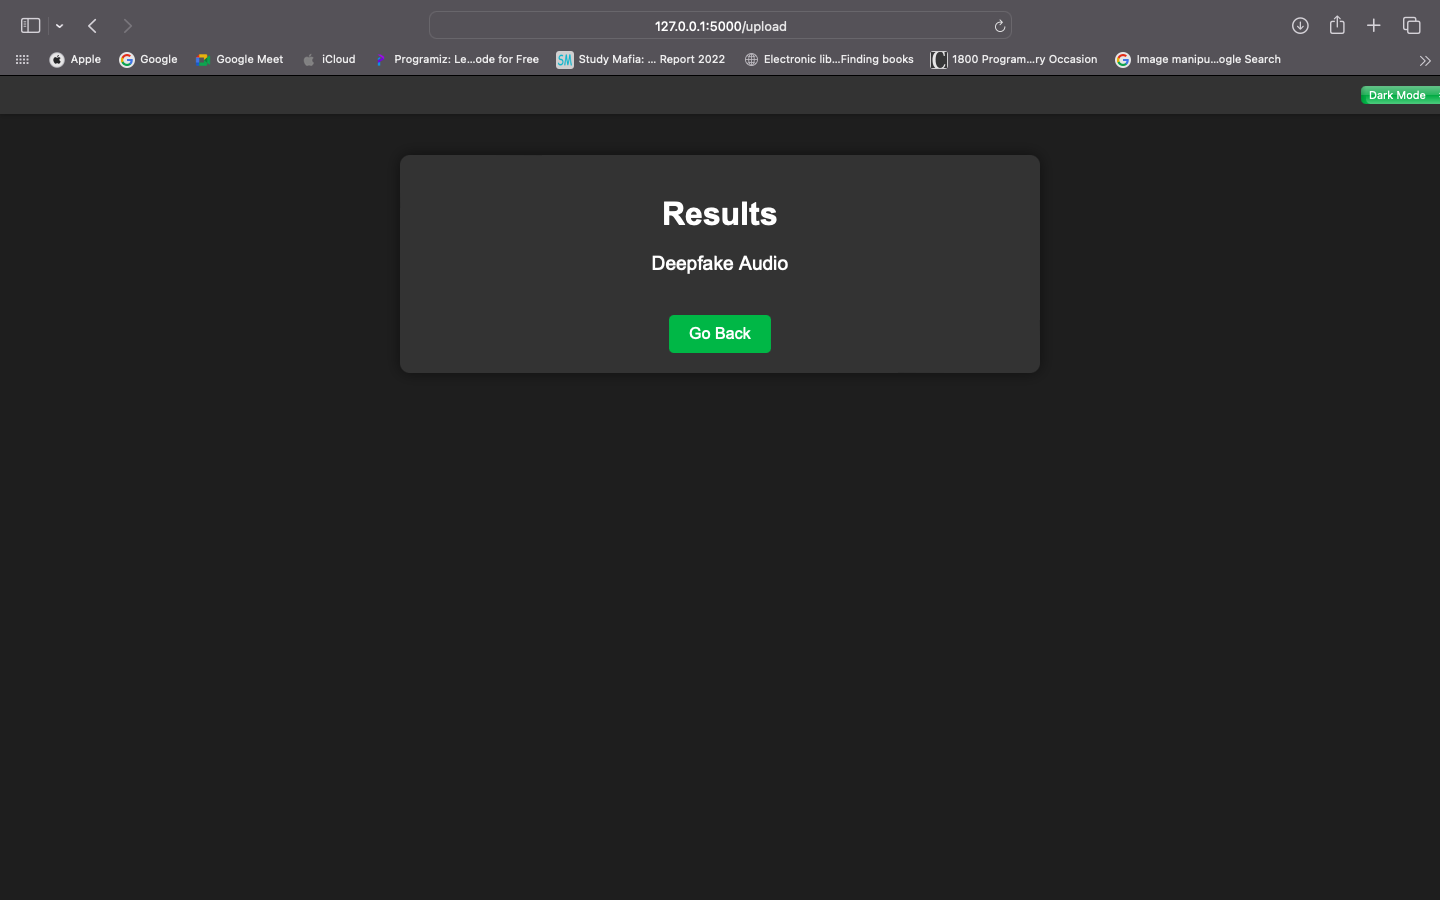 127.0.0.1:5000/upload
Apple Google Google Meet iCloud Programiz: Le...ode for Free SM Study Mafia: ... Report 2022 Electronic lib...Finding books 1800 Program...ry Occasion Image manipu...ogle Search
Dark Mode
Results
Deepfake Audio
Go Back